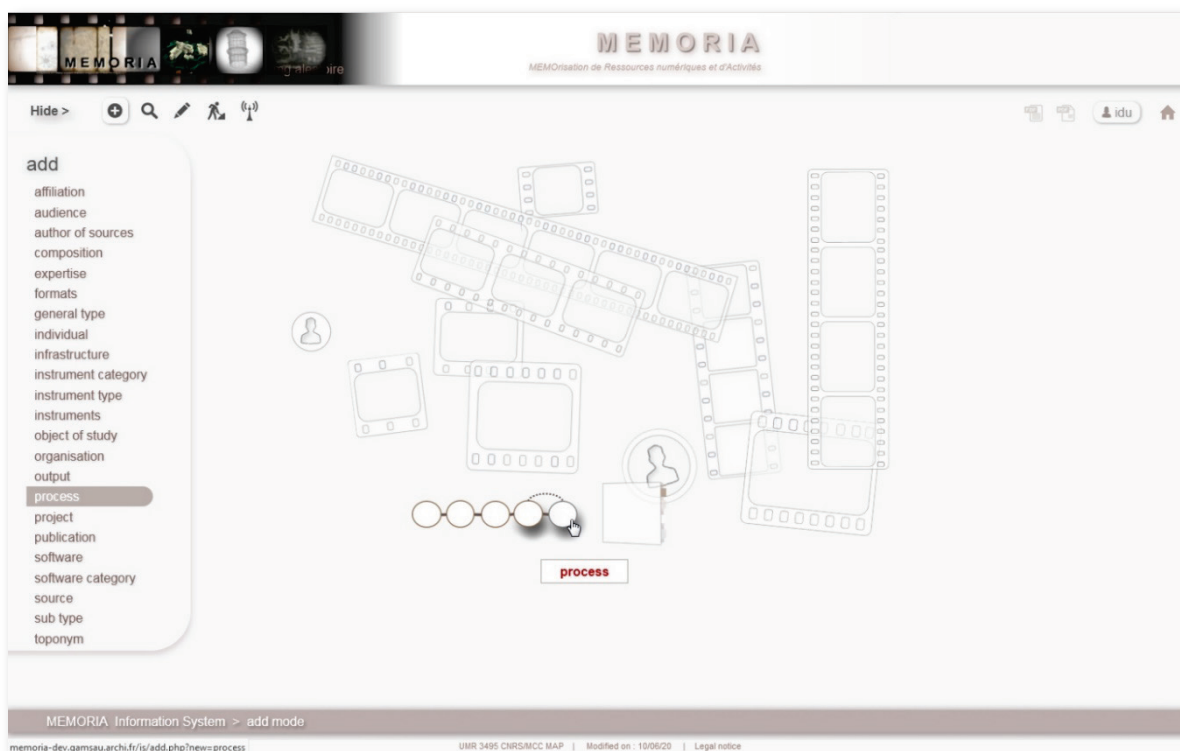 MEMORIA
MEMORIA
MEMOrisation de Ressources numériques et d'Activités
Hide >
idu
add
affiliation
audience
author of sources
composition
expertise
formats
general type
individual
infrastructure
instrument category
instrument type
instruments
object of study
organisation
output
process
project
publication
software
software category
source
sub type
toponym
process
MEMORIA Information System > add mode
memoria-dev.gamsau.archi.fr/is/add.php?new=process
UMR 3495 CNRS/MCC MAP | Modified on : 10/06/20 | Legal notice